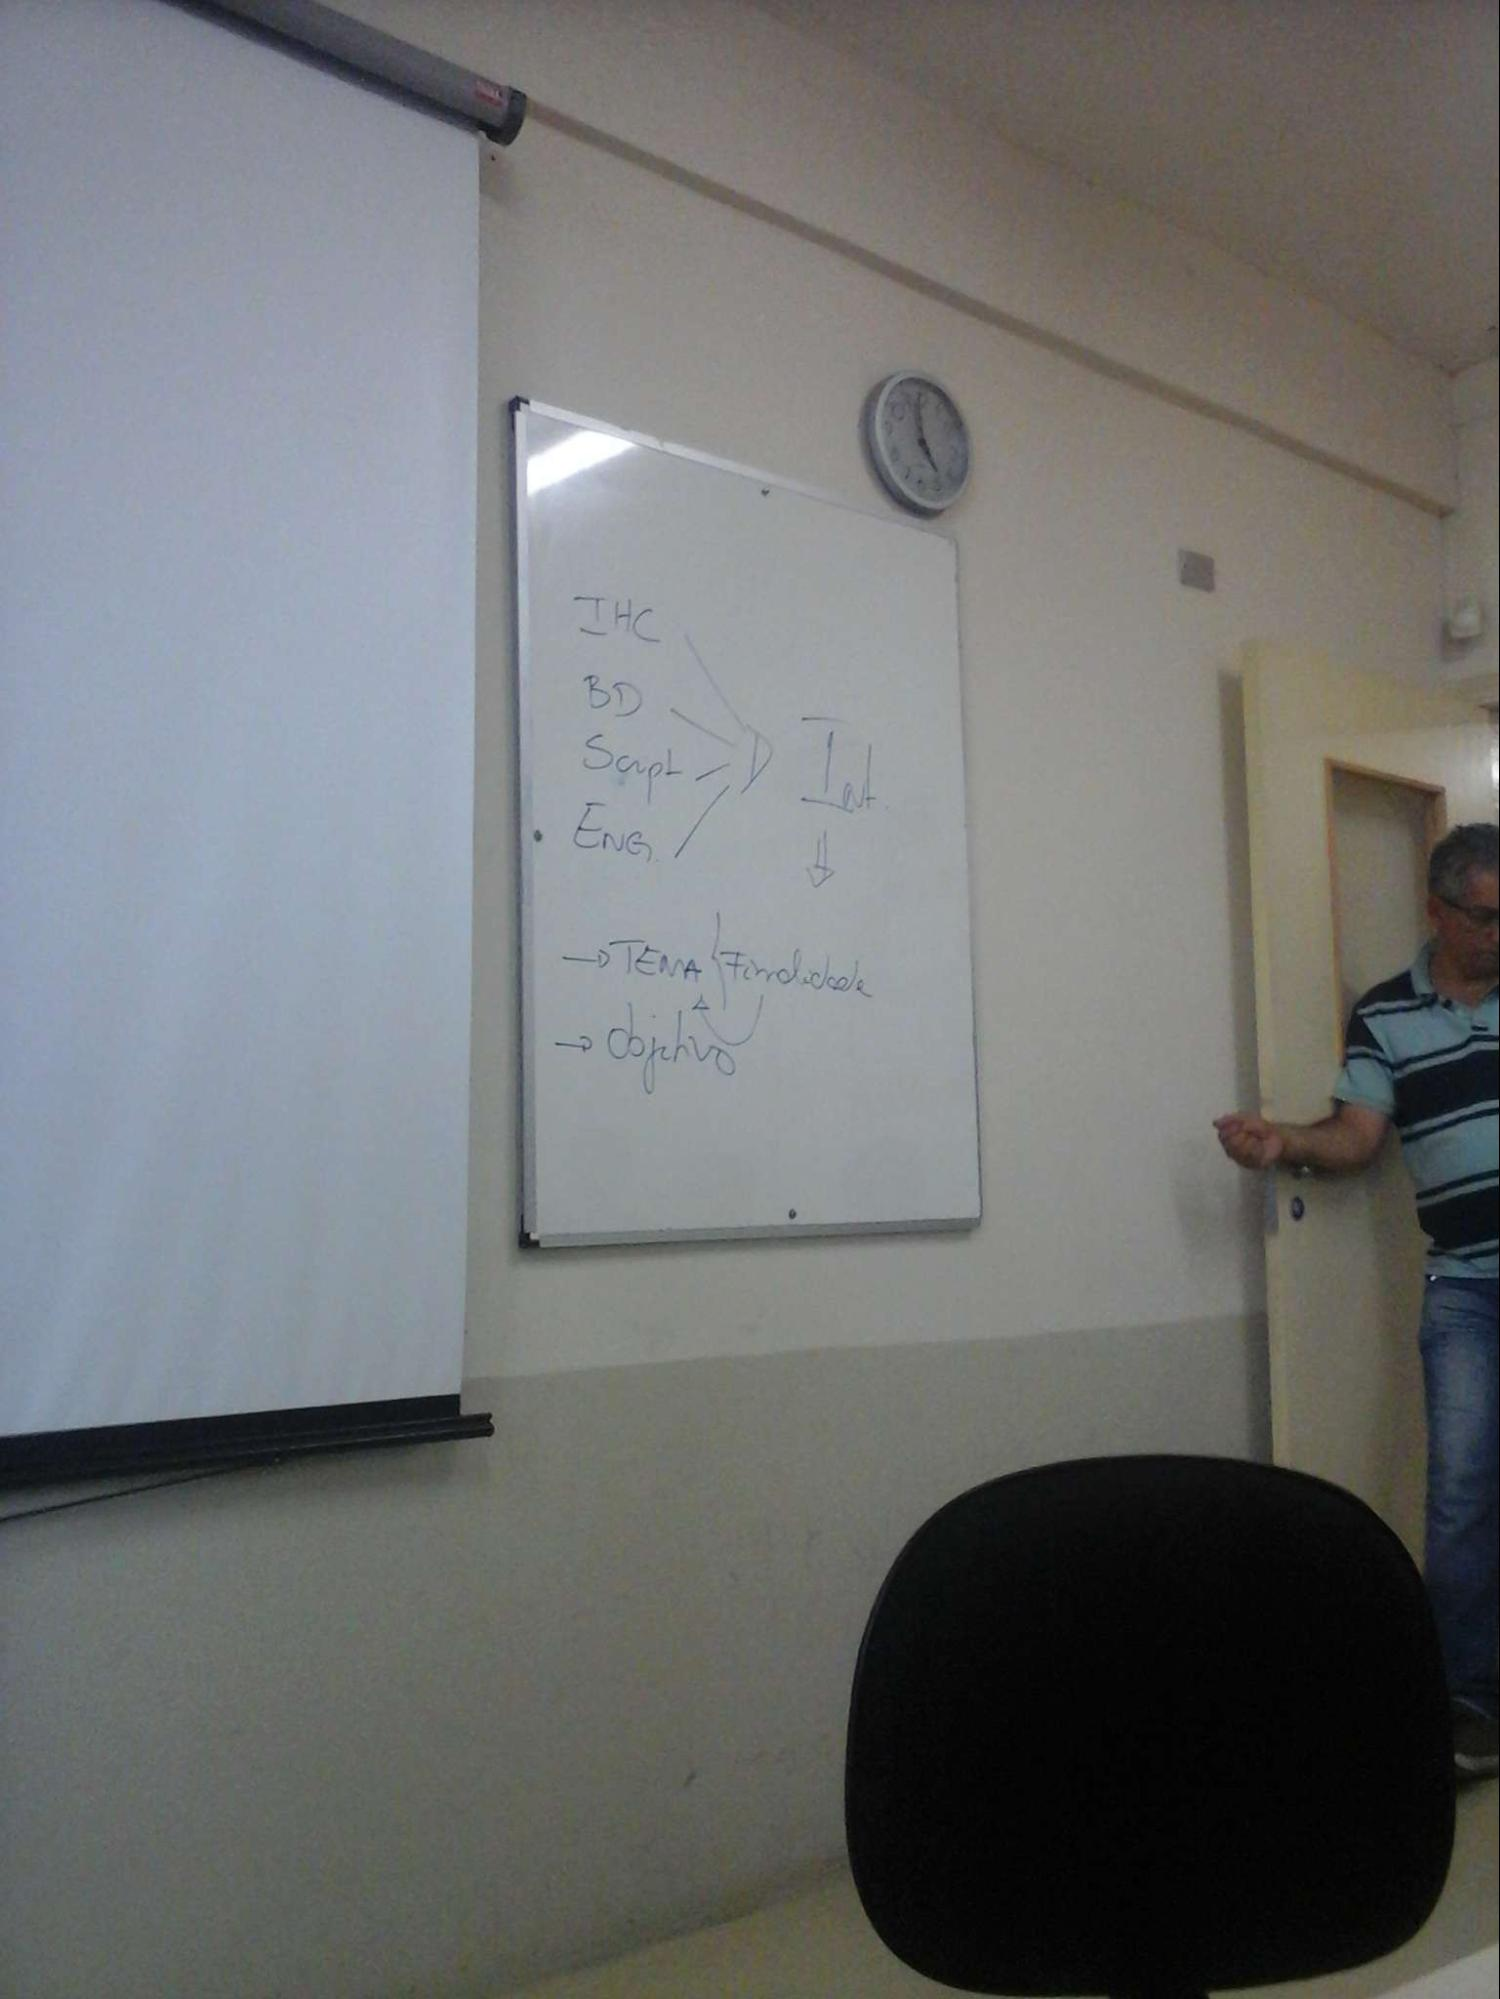 IHC
BD
Script
ENG.
Int.
→ TEMA { Finalidade
→ Objetivo